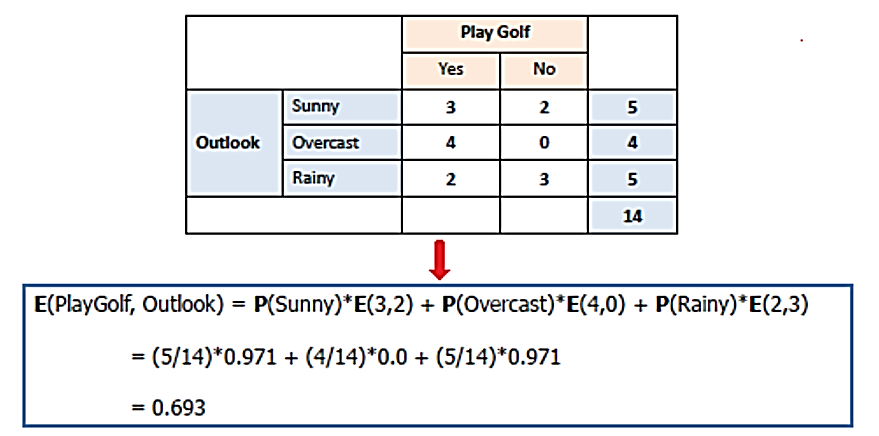 Play Golf
Yes No
Sunny 3 2 5
Outlook Overcast 4 0 4
Rainy 2 3 5
14
E(PlayGolf, Outlook) = P(Sunny)*E(3,2) + P(Overcast)*E(4,0) + P(Rainy)*E(2,3)
= (5/14)*0.971 + (4/14)*0.0 + (5/14)*0.971
= 0.693